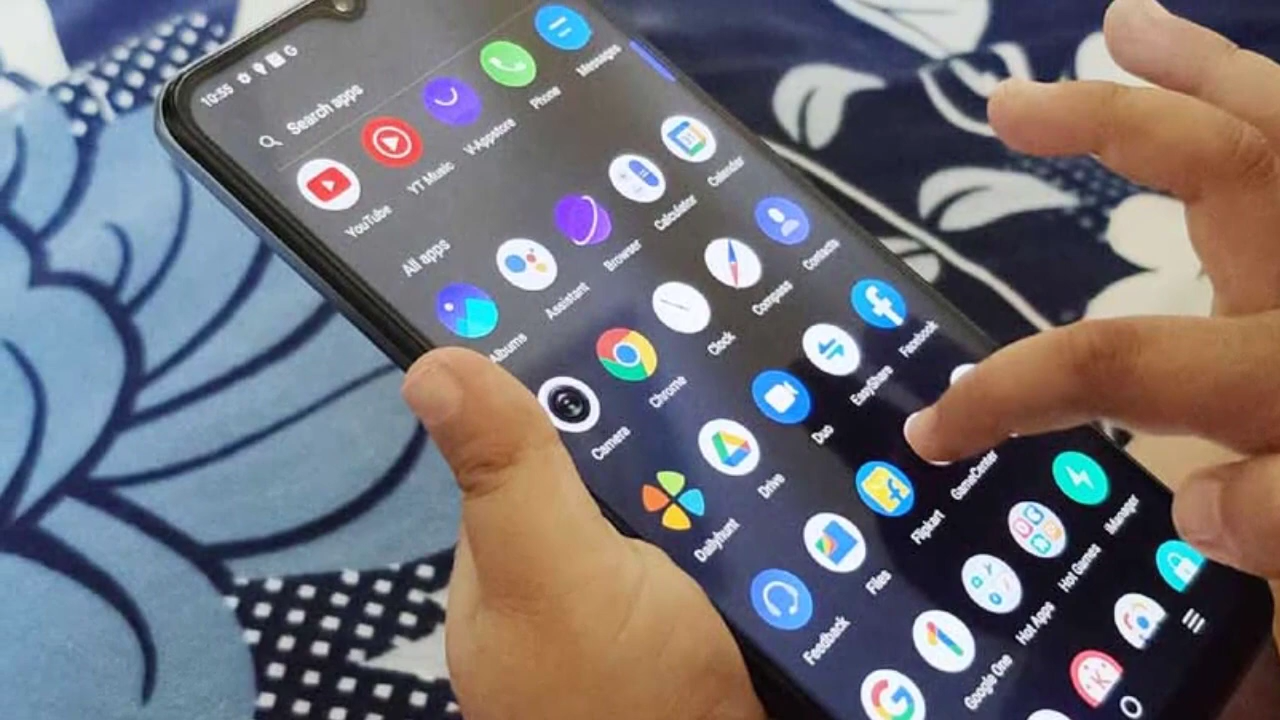 10:55
Search apps
YouTube
YT Music
V-Appstore
Phone
Messages
All apps
Albums
Assistant
Browser
Calculator
Calendar
Camera
Chrome
Clock
Compass
Contacts
Dailyhunt
Drive
Duo
EasyShare
Facebook
Feedback
Files
Flipkart
GameCenter
Google One
Hot Apps
Hot Games
iManager